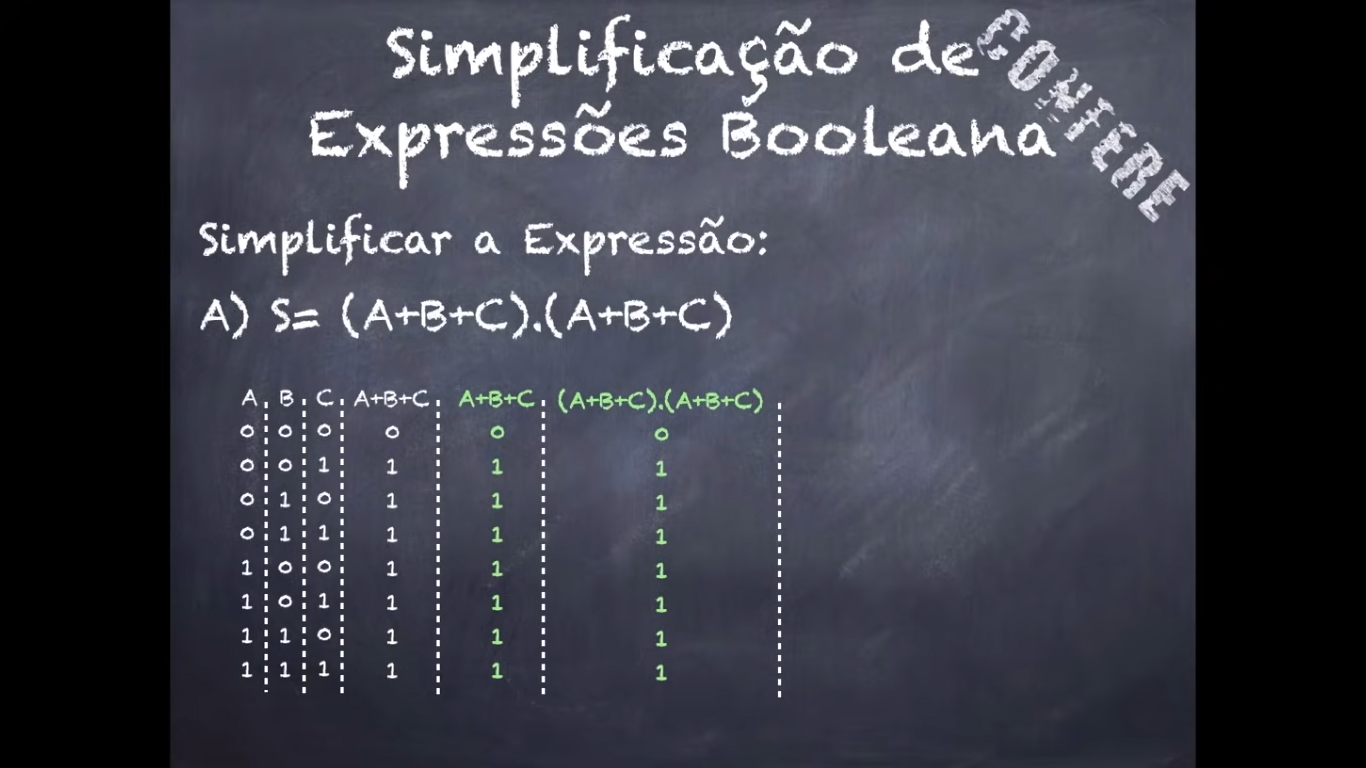 Simplificação de
Expressões Booleana
CONFERE
Simplificar a Expressão:
A) S= (A+B+C).(A+B+C)
A B C A+B+C A+B+C (A+B+C).(A+B+C)
0 0 0 0 0 0
0 0 1 1 1 1
0 1 0 1 1 1
0 1 1 1 1 1
1 0 0 1 1 1
1 0 1 1 1 1
1 1 0 1 1 1
1 1 1 1 1 1